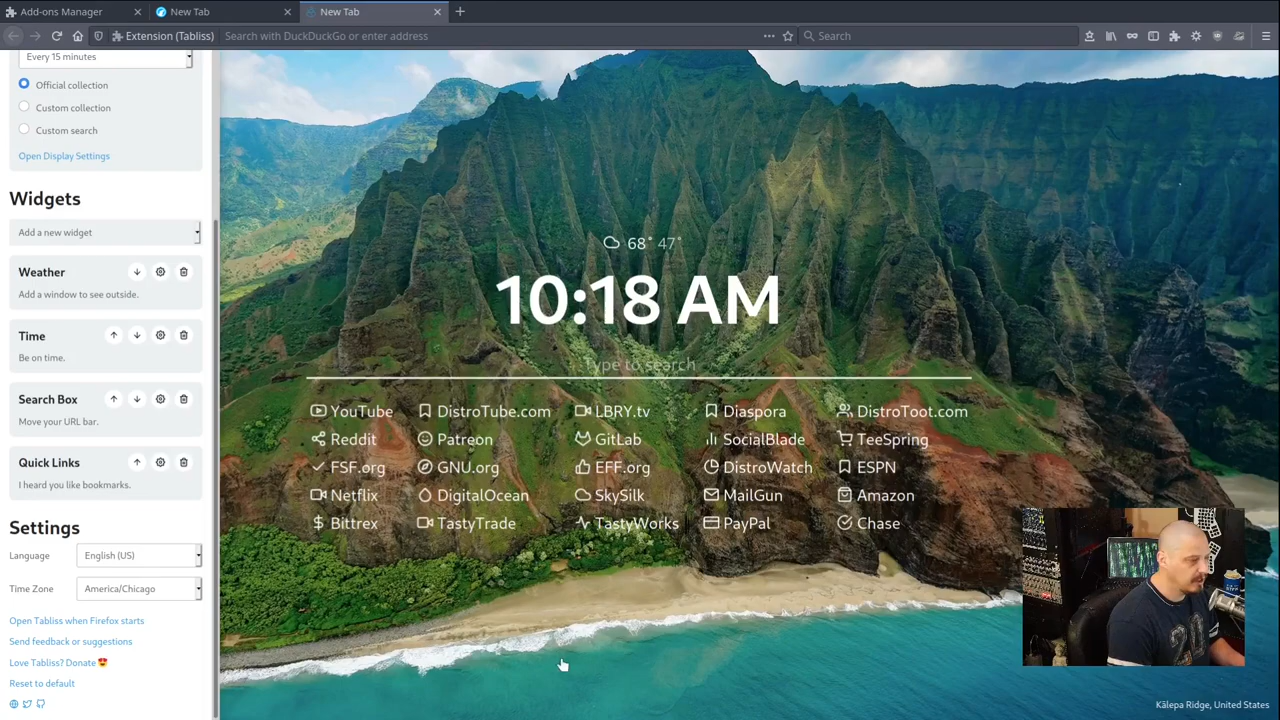 Add-ons Manager
New Tab
New Tab
Extension (Tabliss)
Search with DuckDuckGo or enter address
Search
Every 15 minutes
Official collection
Custom collection
Custom search
Open Display Settings
Widgets
Add a new widget
Weather
Add a window to see outside.
Time
Be on time.
Search Box
Move your URL bar.
Quick Links
I heard you like bookmarks.
Settings
Language English (US)
Time Zone America/Chicago
Open Tabliss when Firefox starts
Send feedback or suggestions
Love Tabliss? Donate 😍
Reset to default
68° 47°
10:18 AM
Type to search
YouTube DistroTube.com LBRY.tv Diaspora DistroToot.com
Reddit Patreon GitLab SocialBlade TeeSpring
FSF.org GNU.org EFF.org DistroWatch ESPN
Netflix DigitalOcean SkySilk MailGun Amazon
Bittrex TastyTrade TastyWorks PayPal Chase
Kalepa Ridge, United States